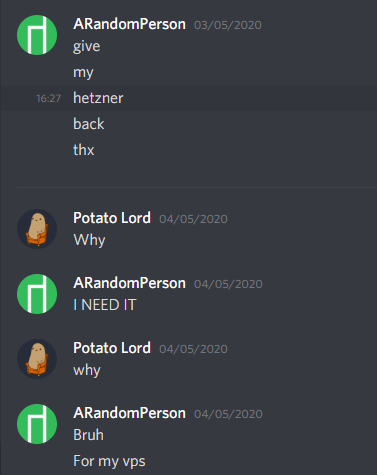 ARandomPerson 03/05/2020
give
my
16:27 hetzner
back
thx
Potato Lord 04/05/2020
Why
ARandomPerson 04/05/2020
I NEED IT
Potato Lord 04/05/2020
why
ARandomPerson 04/05/2020
Bruh
For my vps